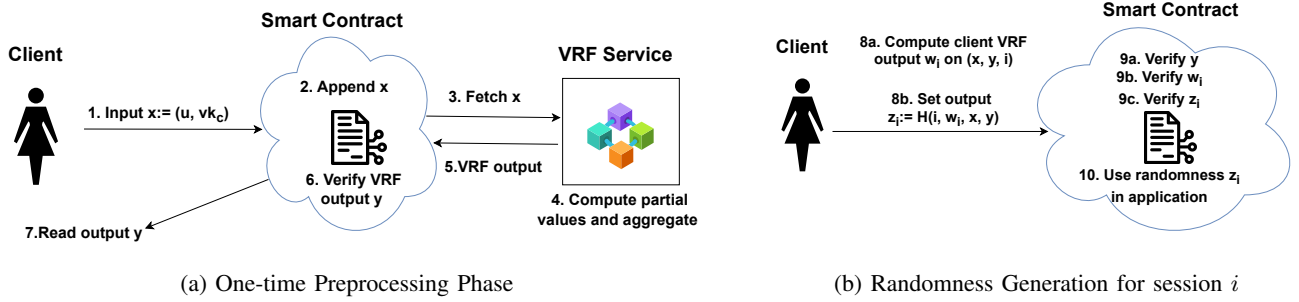 Smart Contract
Client
VRF Service
1. Input x:= (u, vk_c)
2. Append x
3. Fetch x
5.VRF output
6. Verify VRF
output y
4. Compute partial
values and aggregate
7.Read output y
(a) One-time Preprocessing Phase
Smart Contract
Client
8a. Compute client VRF
output w_i on (x, y, i)
8b. Set output
z_i:= H(i, w_i, x, y)
9a. Verify y
9b. Verify w_i
9c. Verify z_i
10. Use randomness z_i
in application
(b) Randomness Generation for session i